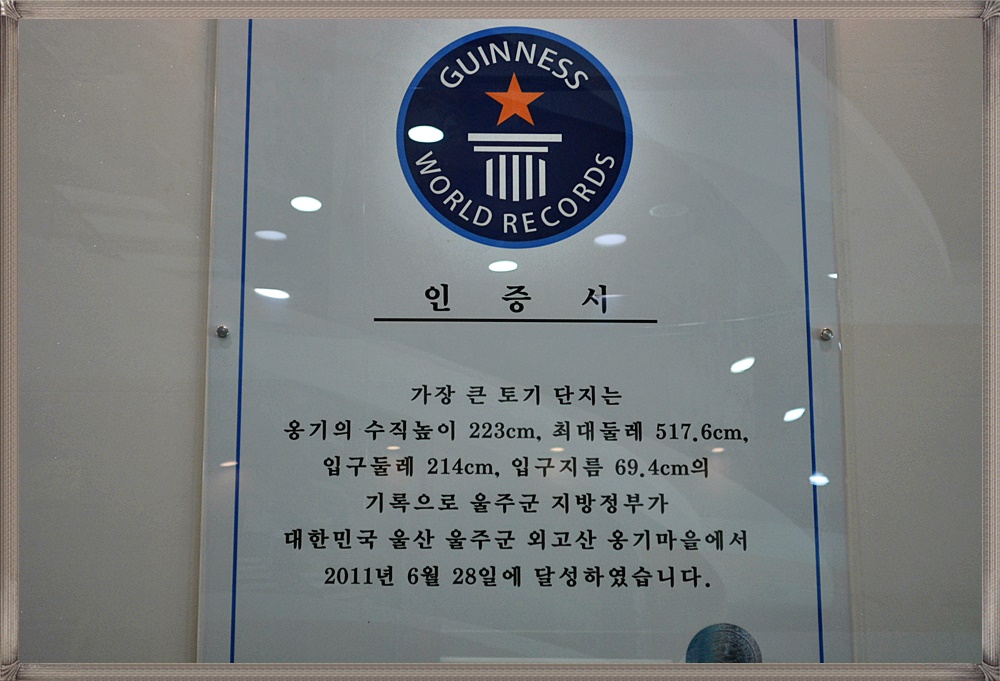 GUINNESS
WORLD RECORDS
인 증 서
가장 큰 토기 단지는
옹기의 수직높이 223cm, 최대둘레 517.6cm,
입구둘레 214cm, 입구지름 69.4cm의
기록으로 울주군 지방정부가
대한민국 울산 울주군 외고산 옹기마을에서
2011년 6월 28일에 달성하였습니다.